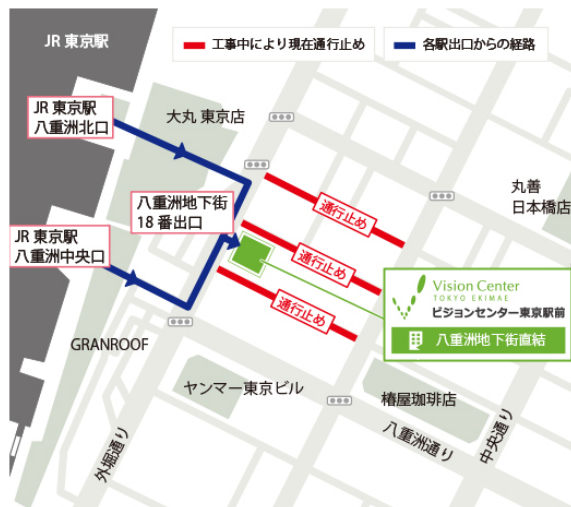 JR 東京駅
工事中により現在通行止め
各駅出口からの経路
JR 東京駅
八重洲北口
大丸 東京店
八重洲地下街
18 番出口
JR 東京駅
八重洲中央口
通行止め
通行止め
通行止め
丸善
日本橋店
Vision Center
TOKYO EKIMAE
ビジョンセンター東京駅前
八重洲地下街直結
GRANROOF
ヤンマー東京ビル
椿屋珈琲店
外堀通り
八重洲通り
中央通り